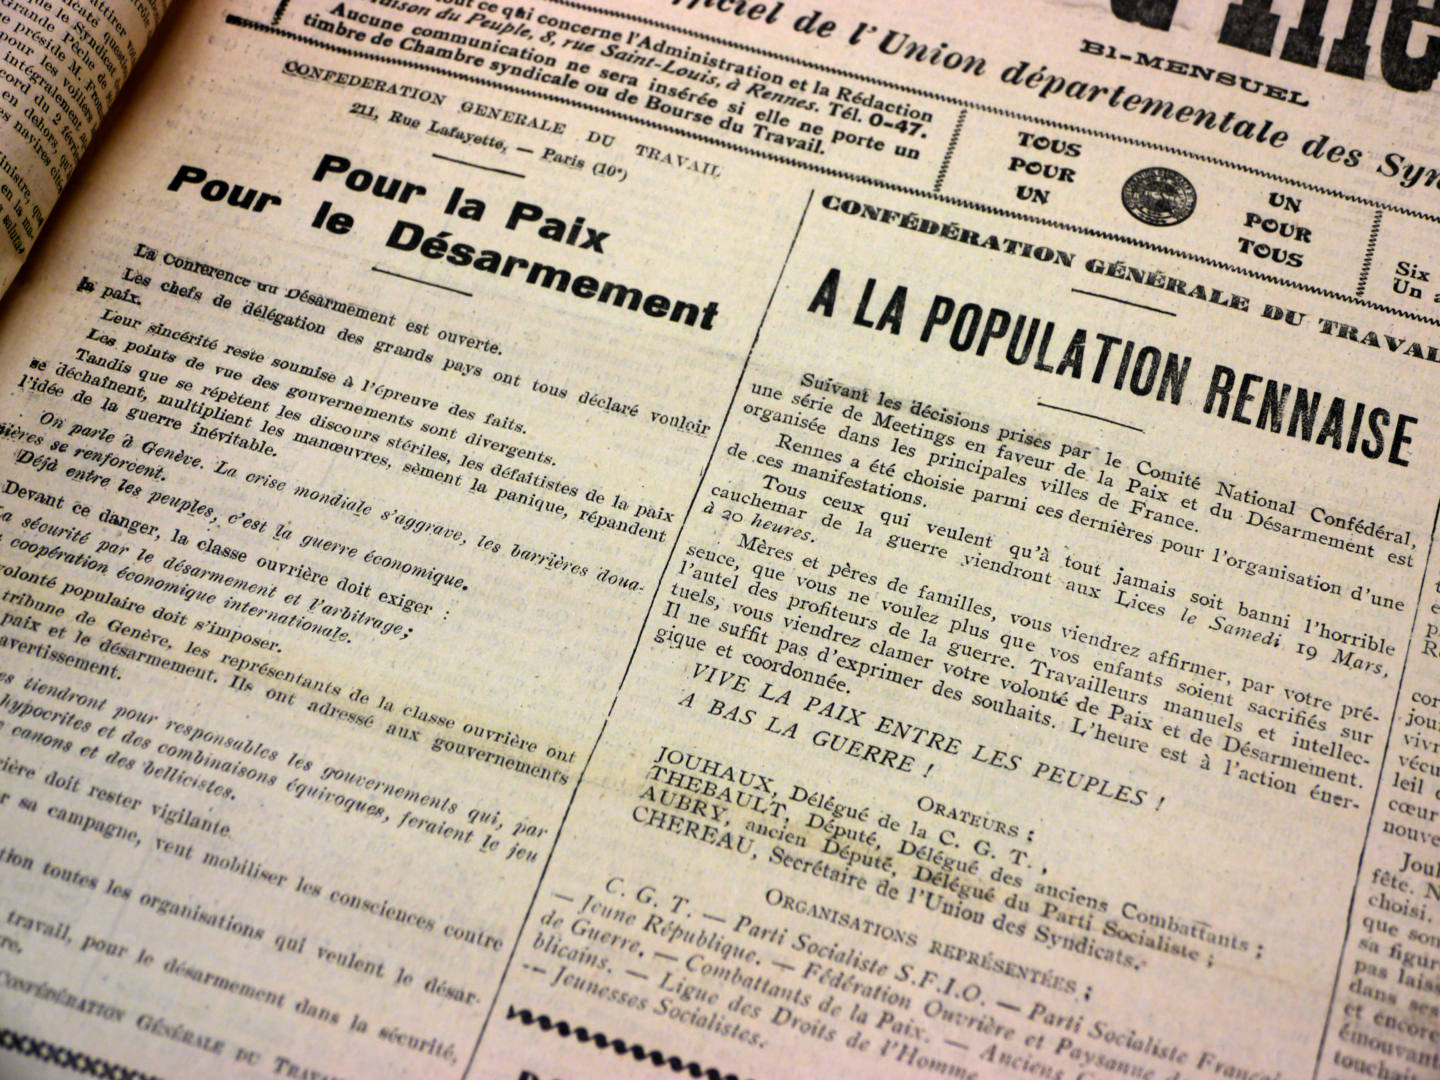 officiel de l'Union départementale des Syn
BI-MENSUEL
tout ce qui concerne l'Administration et la Rédaction
Maison du Peuple, 8, rue Saint-Louis, à Rennes. Tél. 0-47.
Aucune communication ne sera insérée si elle ne porte un
timbre de Chambre syndicale ou de Bourse du Travail.
TOUS
POUR
UN
UN
POUR
TOUS
Six
Un a
CONFEDERATION GENERALE DU TRAVAIL
211, Rue Lafayette, — Paris (10e)
Pour la Paix
Pour le Désarmement
La Conférence du Désarmement est ouverte.
Les chefs de délégation des grands pays ont tous déclaré vouloir
la paix.
Leur sincérité reste soumise à l'épreuve des faits.
Les points de vue des gouvernements sont divergents.
Tandis que se répètent les discours stériles, les défaitistes de la paix
se déchaînent, multiplient les manœuvres, sèment la panique, répandent
l'idée de la guerre inévitable.
On parle à Genève. La crise mondiale s'aggrave, les barrières doua-
nières se renforcent.
Déjà entre les peuples, c'est la guerre économique.
Devant ce danger, la classe ouvrière doit exiger :
La sécurité par le désarmement et l'arbitrage;
coopération économique internationale.
volonté populaire doit s'imposer.
tribune de Genève, les représentants de la classe ouvrière ont
paix et le désarmement. Ils ont adressé aux gouvernements
avertissement.
es tiendront pour responsables les gouvernements qui, par
hypocrites et des combinaisons équivoques, feraient le jeu
canons et des bellicistes.
rière doit rester vigilante.
r sa campagne, veut mobiliser les consciences contre
tion toutes les organisations qui veulent le désar-
travail, pour le désarmement dans la sécurité,
re.
CONFÉDÉRATION GÉNÉRALE DU TRAVA
CONFÉDÉRATION GÉNÉRALE DU TRAVAI
A LA POPULATION RENNAISE
Suivant les décisions prises par le Comité National Confédéral,
une série de Meetings en faveur de la Paix et du Désarmement est
organisée dans les principales villes de France.
Rennes a été choisie parmi ces dernières pour l'organisation d'une
de ces manifestations.
Tous ceux qui veulent qu'à tout jamais soit banni l'horrible
cauchemar de la guerre viendront aux Lices le Samedi 19 Mars,
à 20 heures.
Mères et pères de familles, vous viendrez affirmer, par votre pré-
sence, que vous ne voulez plus que vos enfants soient sacrifiés sur
l'autel des profiteurs de la guerre. Travailleurs manuels et intellec-
tuels, vous viendrez clamer votre volonté de Paix et de Désarmement.
Il ne suffit pas d'exprimer des souhaits. L'heure est à l'action éner-
gique et coordonnée.
VIVE LA PAIX ENTRE LES PEUPLES !
A BAS LA GUERRE !
ORATEURS :
JOUHAUX, Délégué de la C. G. T. ,
THEBAULT, Député, Délégué des anciens Combattants ;
AUBRY, ancien Député, Délégué du Parti Socialiste ;
CHEREAU, Secrétaire de l'Union des Syndicats.
ORGANISATIONS REPRÉSENTÉES :
C. G. T. — Parti Socialiste S.F.I.O. — Parti Socialiste Françai
— Jeune République. — Fédération Ouvrière et Paysanne
de Guerre. — Combattants de la Paix. — Anciens
blicains. — Ligue des Droits de l'Homme
— Jeunesses Socialistes.